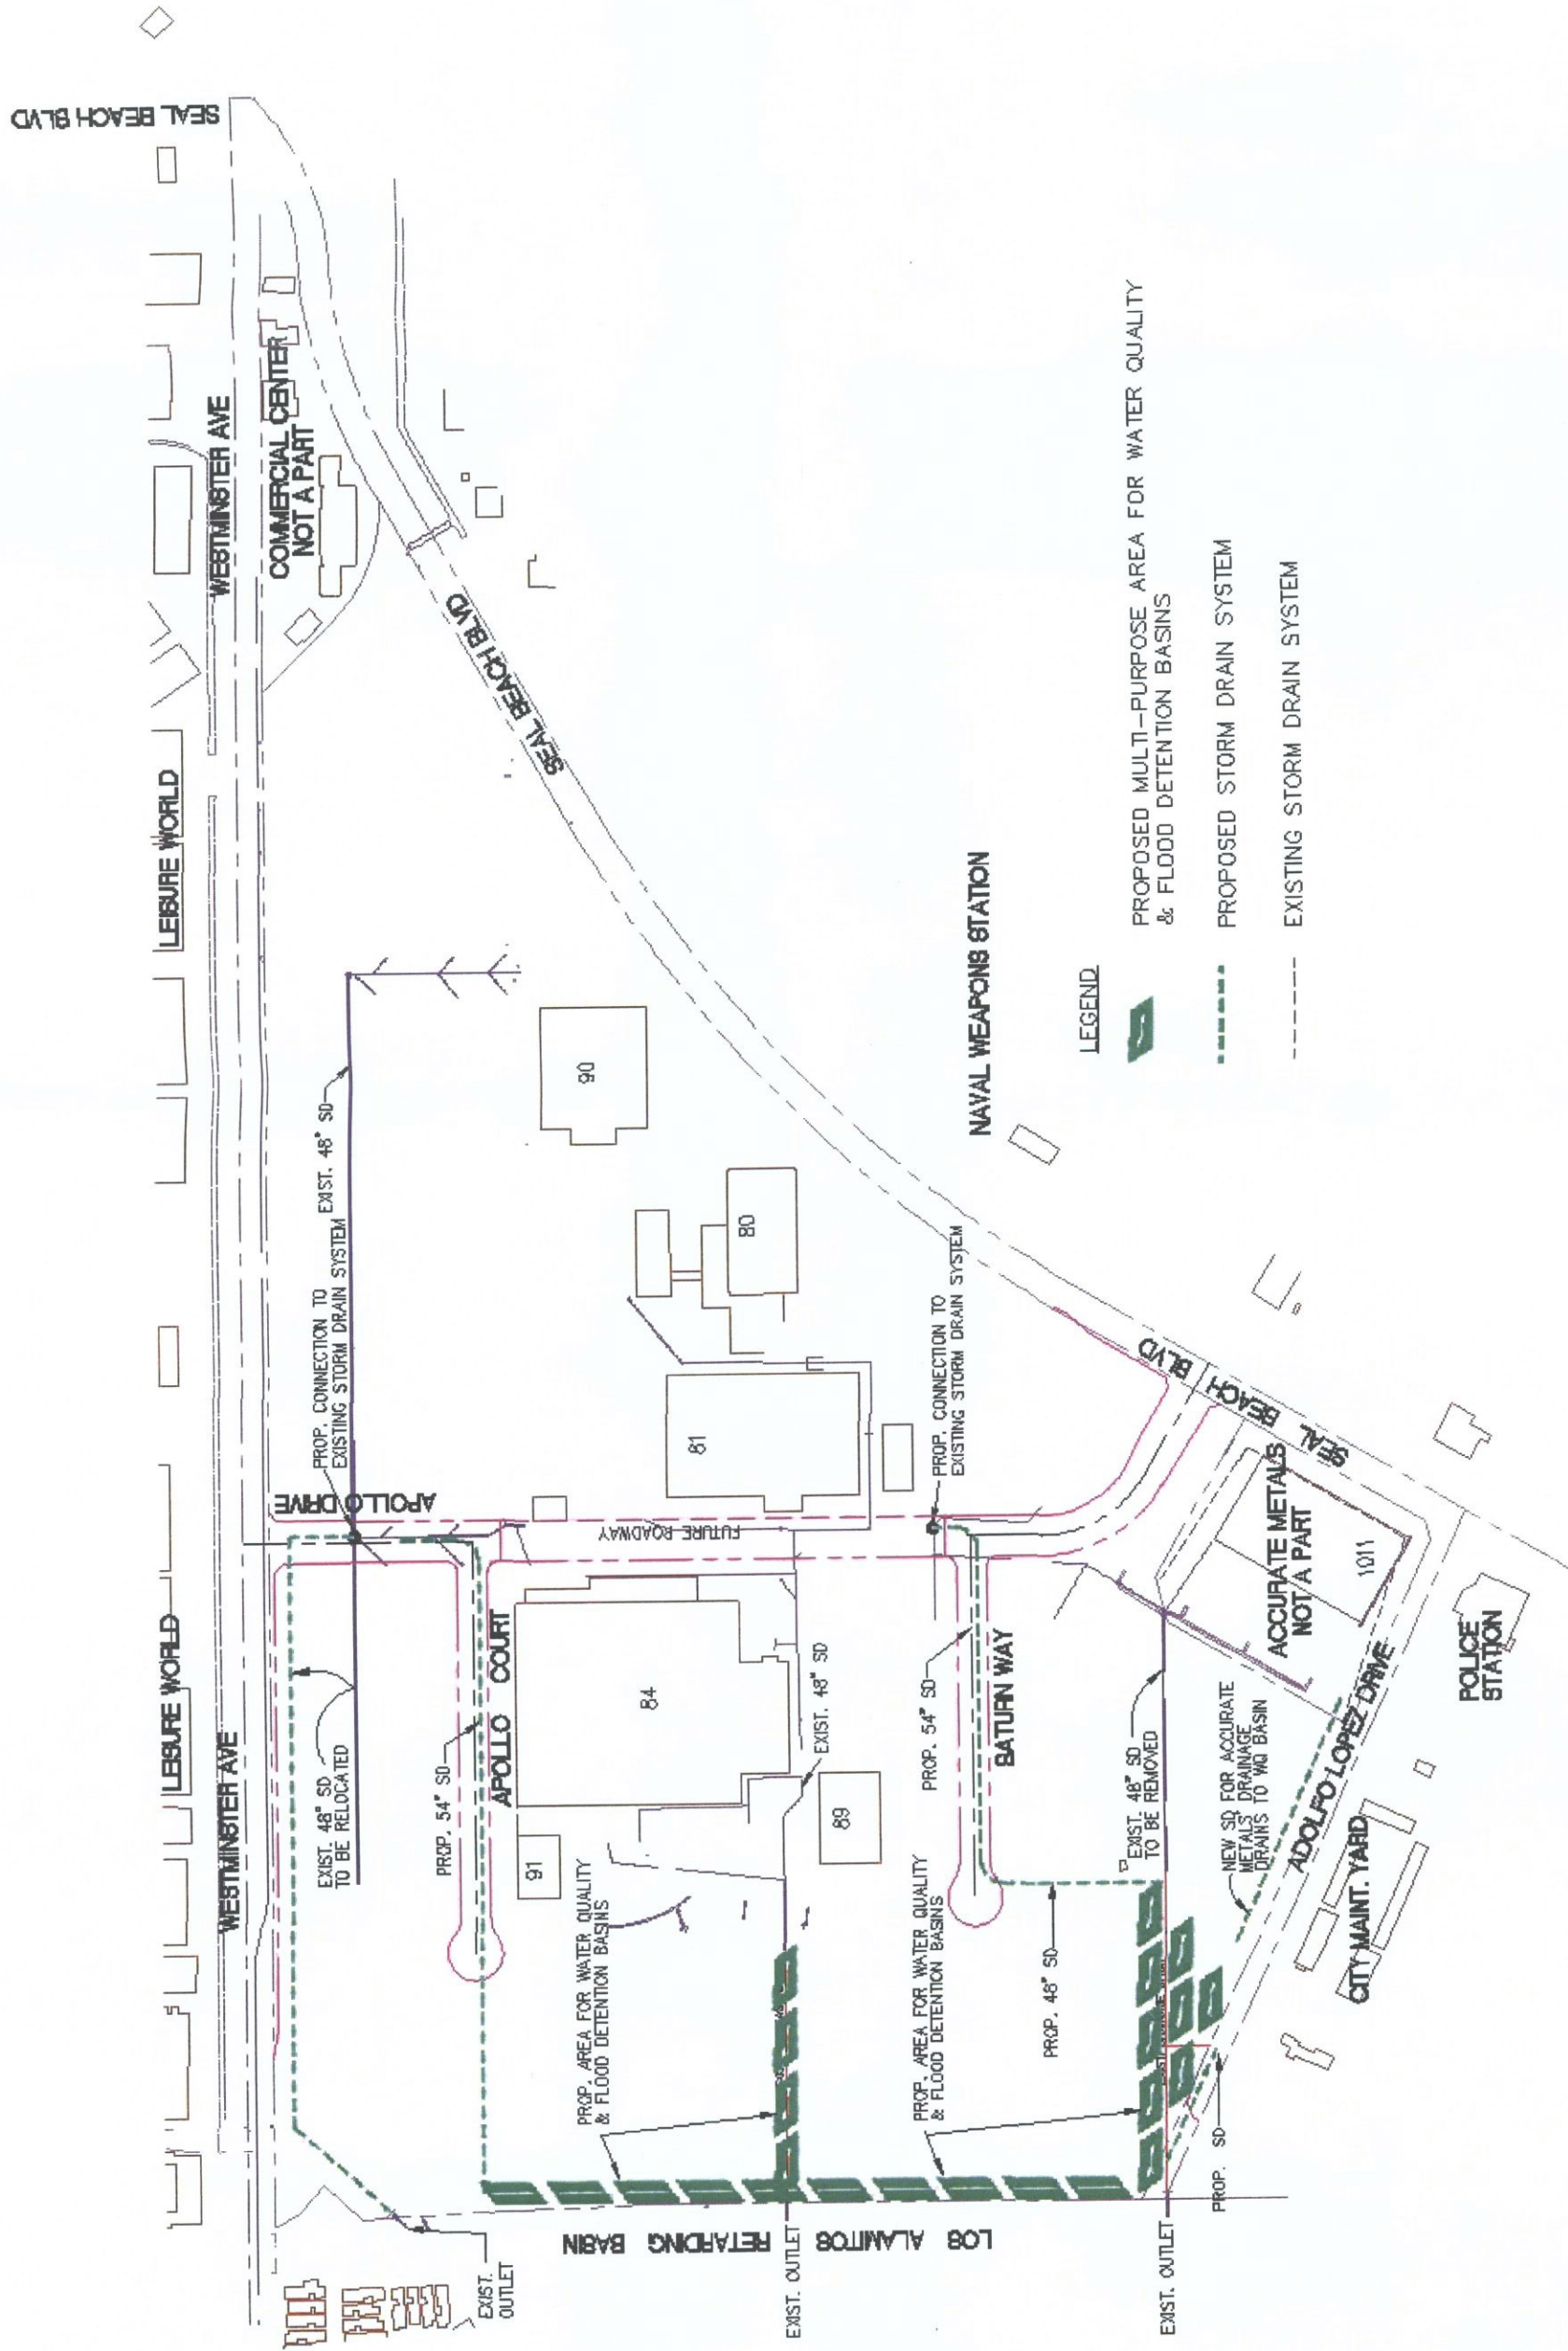 SEAL BEACH BLVD
WESTMINSTER AVE
COMMERCIAL CENTER
NOT A PART
SEAL BEACH BLVD
LEISURE WORLD
NAVAL WEAPONS STATION
LEGEND
PROPOSED MULTI-PURPOSE AREA FOR WATER QUALITY
& FLOOD DETENTION BASINS
PROPOSED STORM DRAIN SYSTEM
EXISTING STORM DRAIN SYSTEM
EXIST. 48" SD
PROP. CONNECTION TO
EXISTING STORM DRAIN SYSTEM
90
80
81
PROP. CONNECTION TO
EXISTING STORM DRAIN SYSTEM
APOLLO DRIVE
FUTURE ROADWAY
SEAL BEACH BLVD
ACCURATE METALS
NOT A PART
1011
POLICE
STATION
ADOLFO LOPEZ DRIVE
LEISURE WORLD
WESTMINSTER AVE
EXIST. 48" SD
TO BE RELOCATED
PROP. 54" SD
APOLLO COURT
84
91
EXIST. 48" SD
89
PROP. 54" SD
SATURN WAY
EXIST. 48" SD
TO BE REMOVED
NEW SD FOR ACCURATE
METALS DRAINAGE
DRAINS TO WQ BASIN
CITY MAINT. YARD
PROP. AREA FOR WATER QUALITY
& FLOOD DETENTION BASINS
PROP. AREA FOR WATER QUALITY
& FLOOD DETENTION BASINS
PROP. 48" SD
PROP. SD
LOS ALAMITOS RETARDING BASIN
EXIST.
OUTLET
EXIST. OUTLET
EXIST. OUTLET